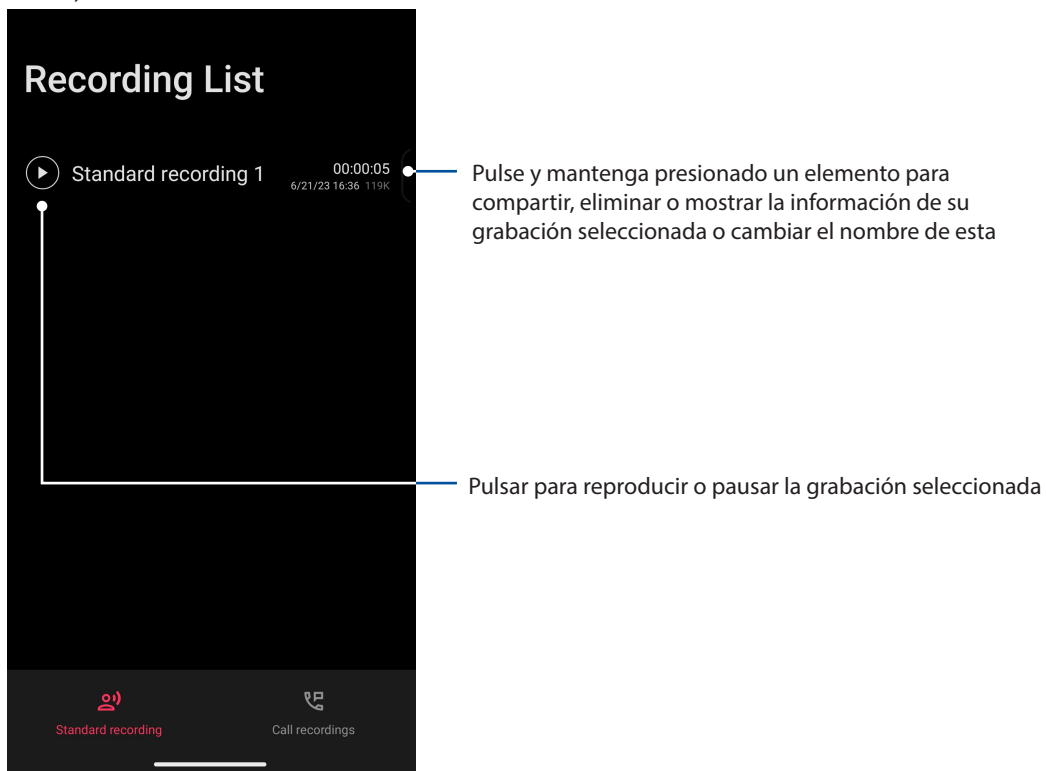 Recording List
Standard recording 1
00:00:05
6/21/23 16:36 119K
Pulse y mantenga presionado un elemento para
compartir, eliminar o mostrar la información de su
grabación seleccionada o cambiar el nombre de esta
Pulsar para reproducir o pausar la grabación seleccionada
Standard recording
Call recordings